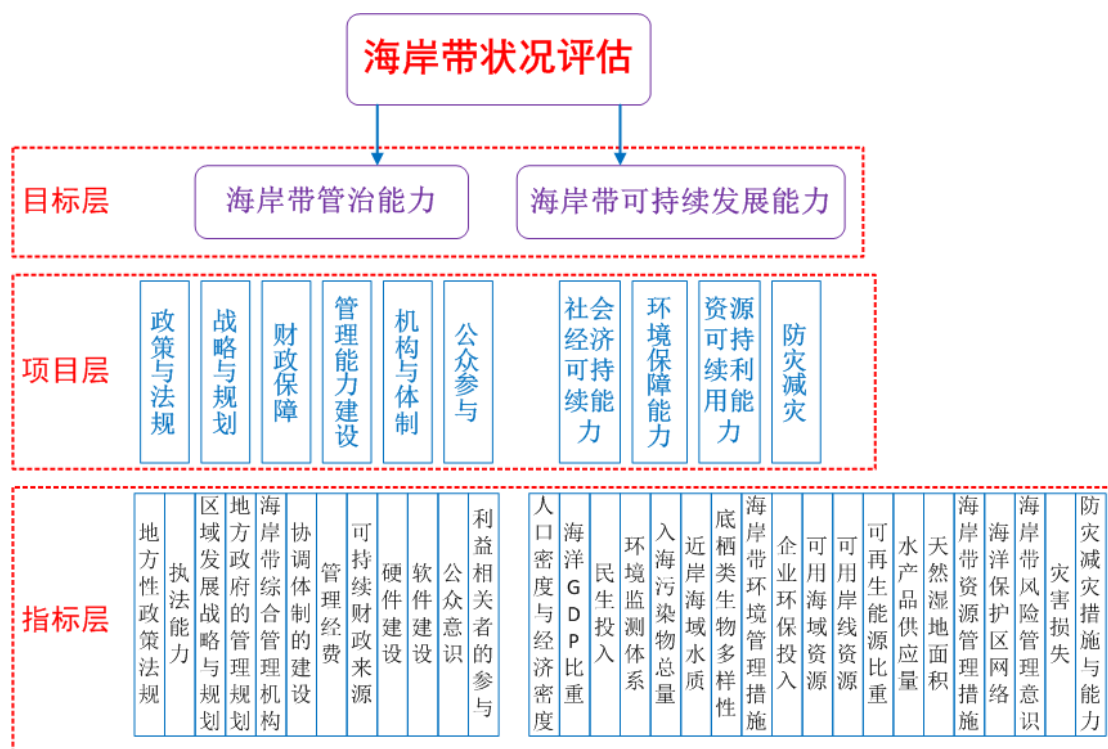 海岸带状况评估
目标层
海岸带管治能力
海岸带可持续发展能力
项目层
政策与法规
战略与规划
财政保障
管理能力建设
机构与体制
公众参与
社会经济可持续能力
环境保障能力
资源可持续利用能力
防灾减灾
指标层
地方性政策法规
执法能力
区域发展战略与规划
地方政府的管理规划
海岸带综合管理机构
协调体制的建设
管理经费
可持续财政来源
硬件建设
软件建设
公众意识
利益相关者的参与
人口密度与经济密度
海洋GDP比重
民生投入
环境监测体系
入海污染物总量
近岸海域水质
底栖类生物多样性
海岸带环境管理措施
企业环保投入
可用海域资源
可用岸线资源
可再生能源比重
水产品供应量
天然湿地面积
海岸带资源管理措施
海洋保护区网络
海岸带风险管理意识
灾害损失
防灾减灾措施与能力